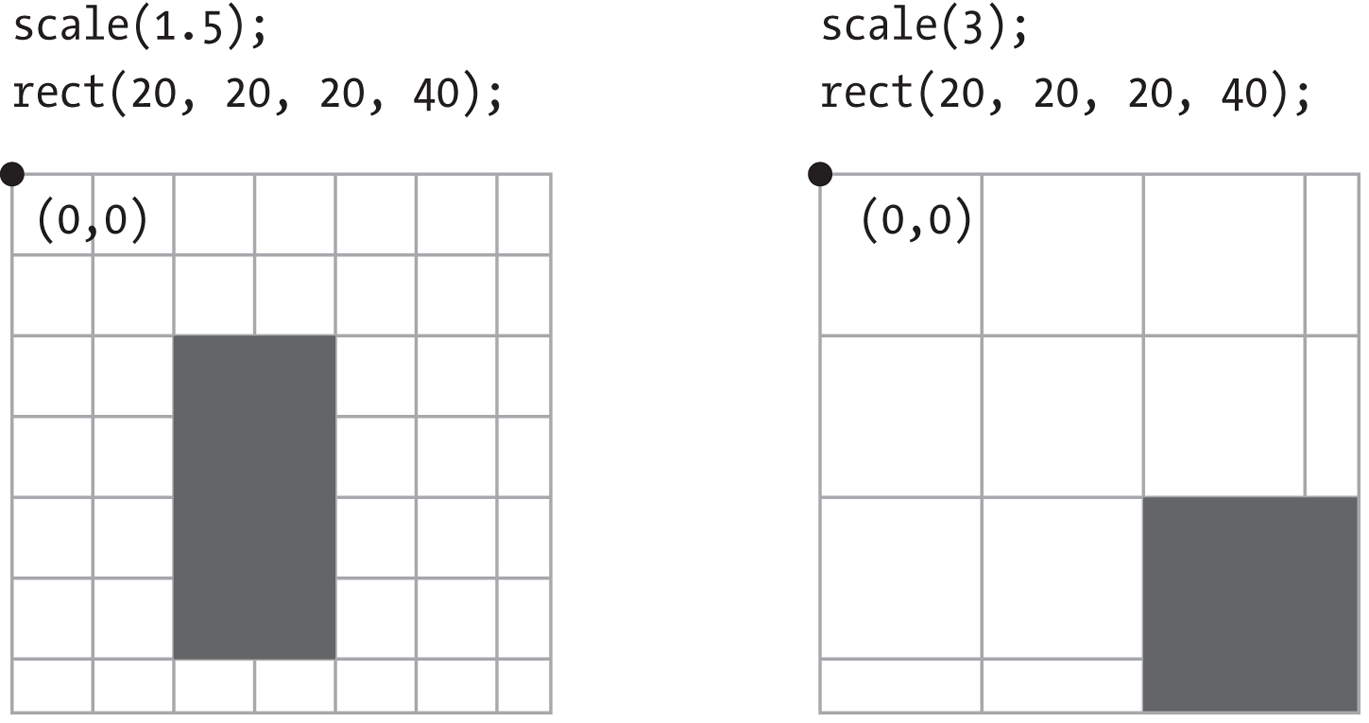 scale(1.5);
rect(20, 20, 20, 40);
(0,0)
scale(3);
rect(20, 20, 20, 40);
(0,0)